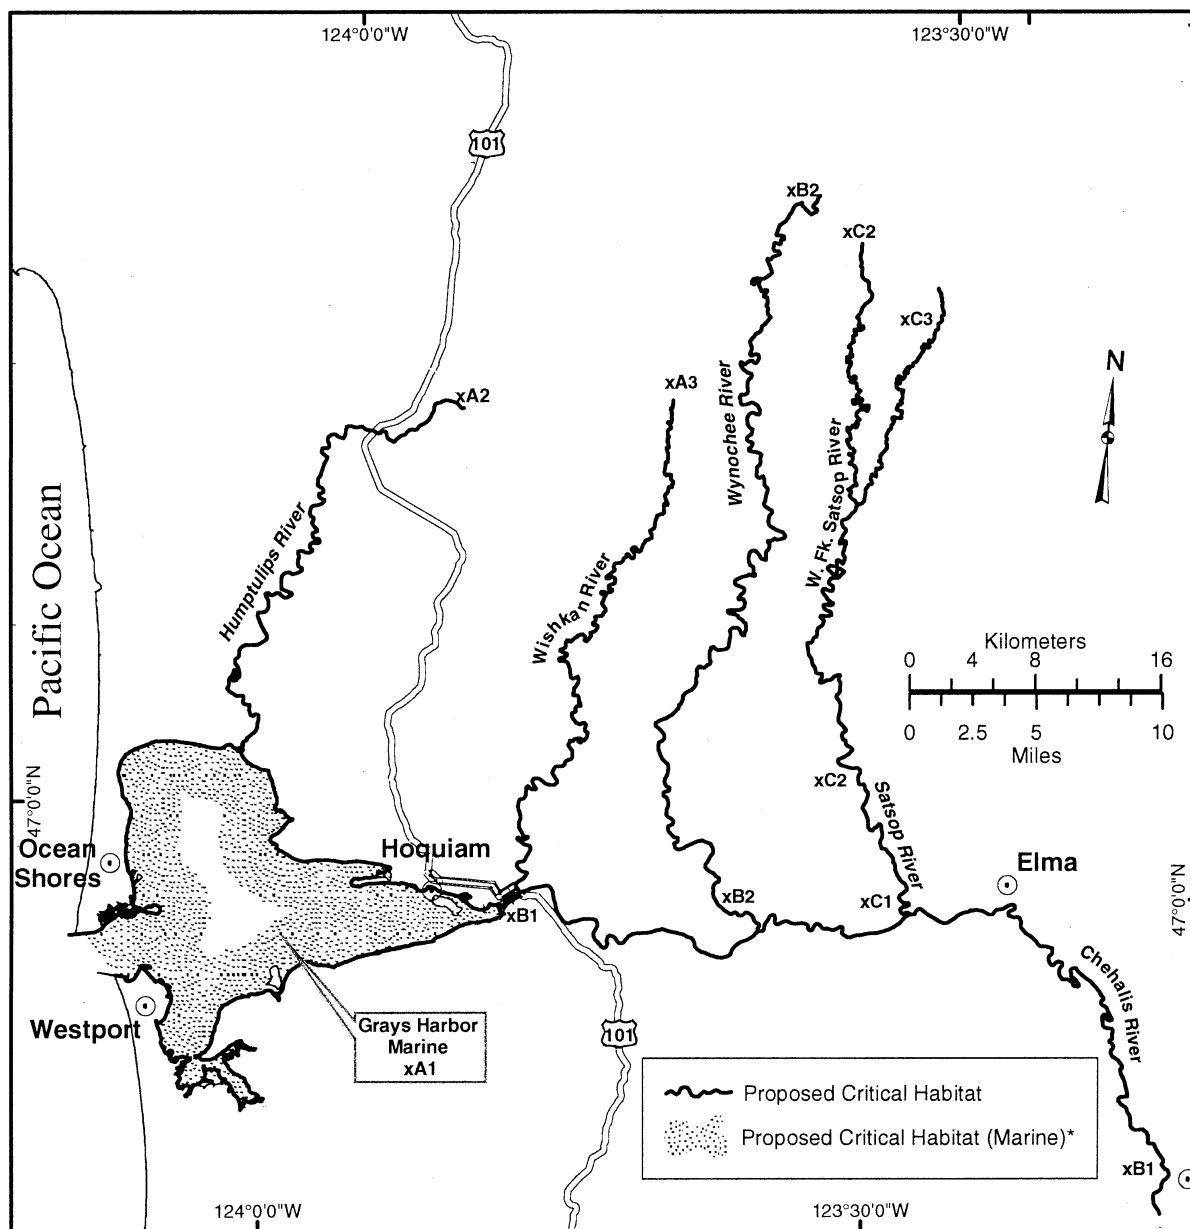 124°0'0"W
123°30'0"W
101
xB2
xC2
xC3
N
xA3
xA2
Wynochee River
W. Fk. Satsop River
Pacific Ocean
Humptulips River
Wishkan River
Kilometers
0 4 8 16
0 2.5 5 10
Miles
47°0'0"N
xC2
Satsop River
Ocean
Shores
Hoquiam
Elma
xB1
xB2
xC1
47°0'0"N
Chehalis River
Westport
Grays Harbor
Marine
xA1
101
Proposed Critical Habitat
Proposed Critical Habitat (Marine)*
xB1
124°0'0"W
123°30'0"W